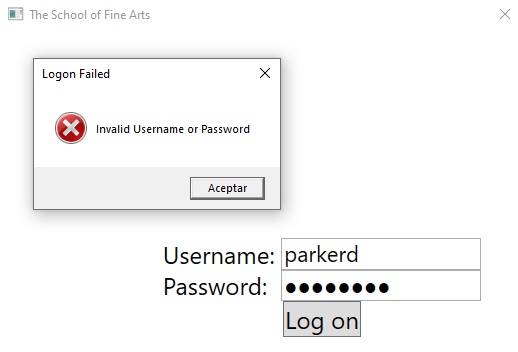 The School of Fine Arts
Logon Failed
Invalid Username or Password
Aceptar
Username: parkerd
Password: ●●●●●●●●
Log on